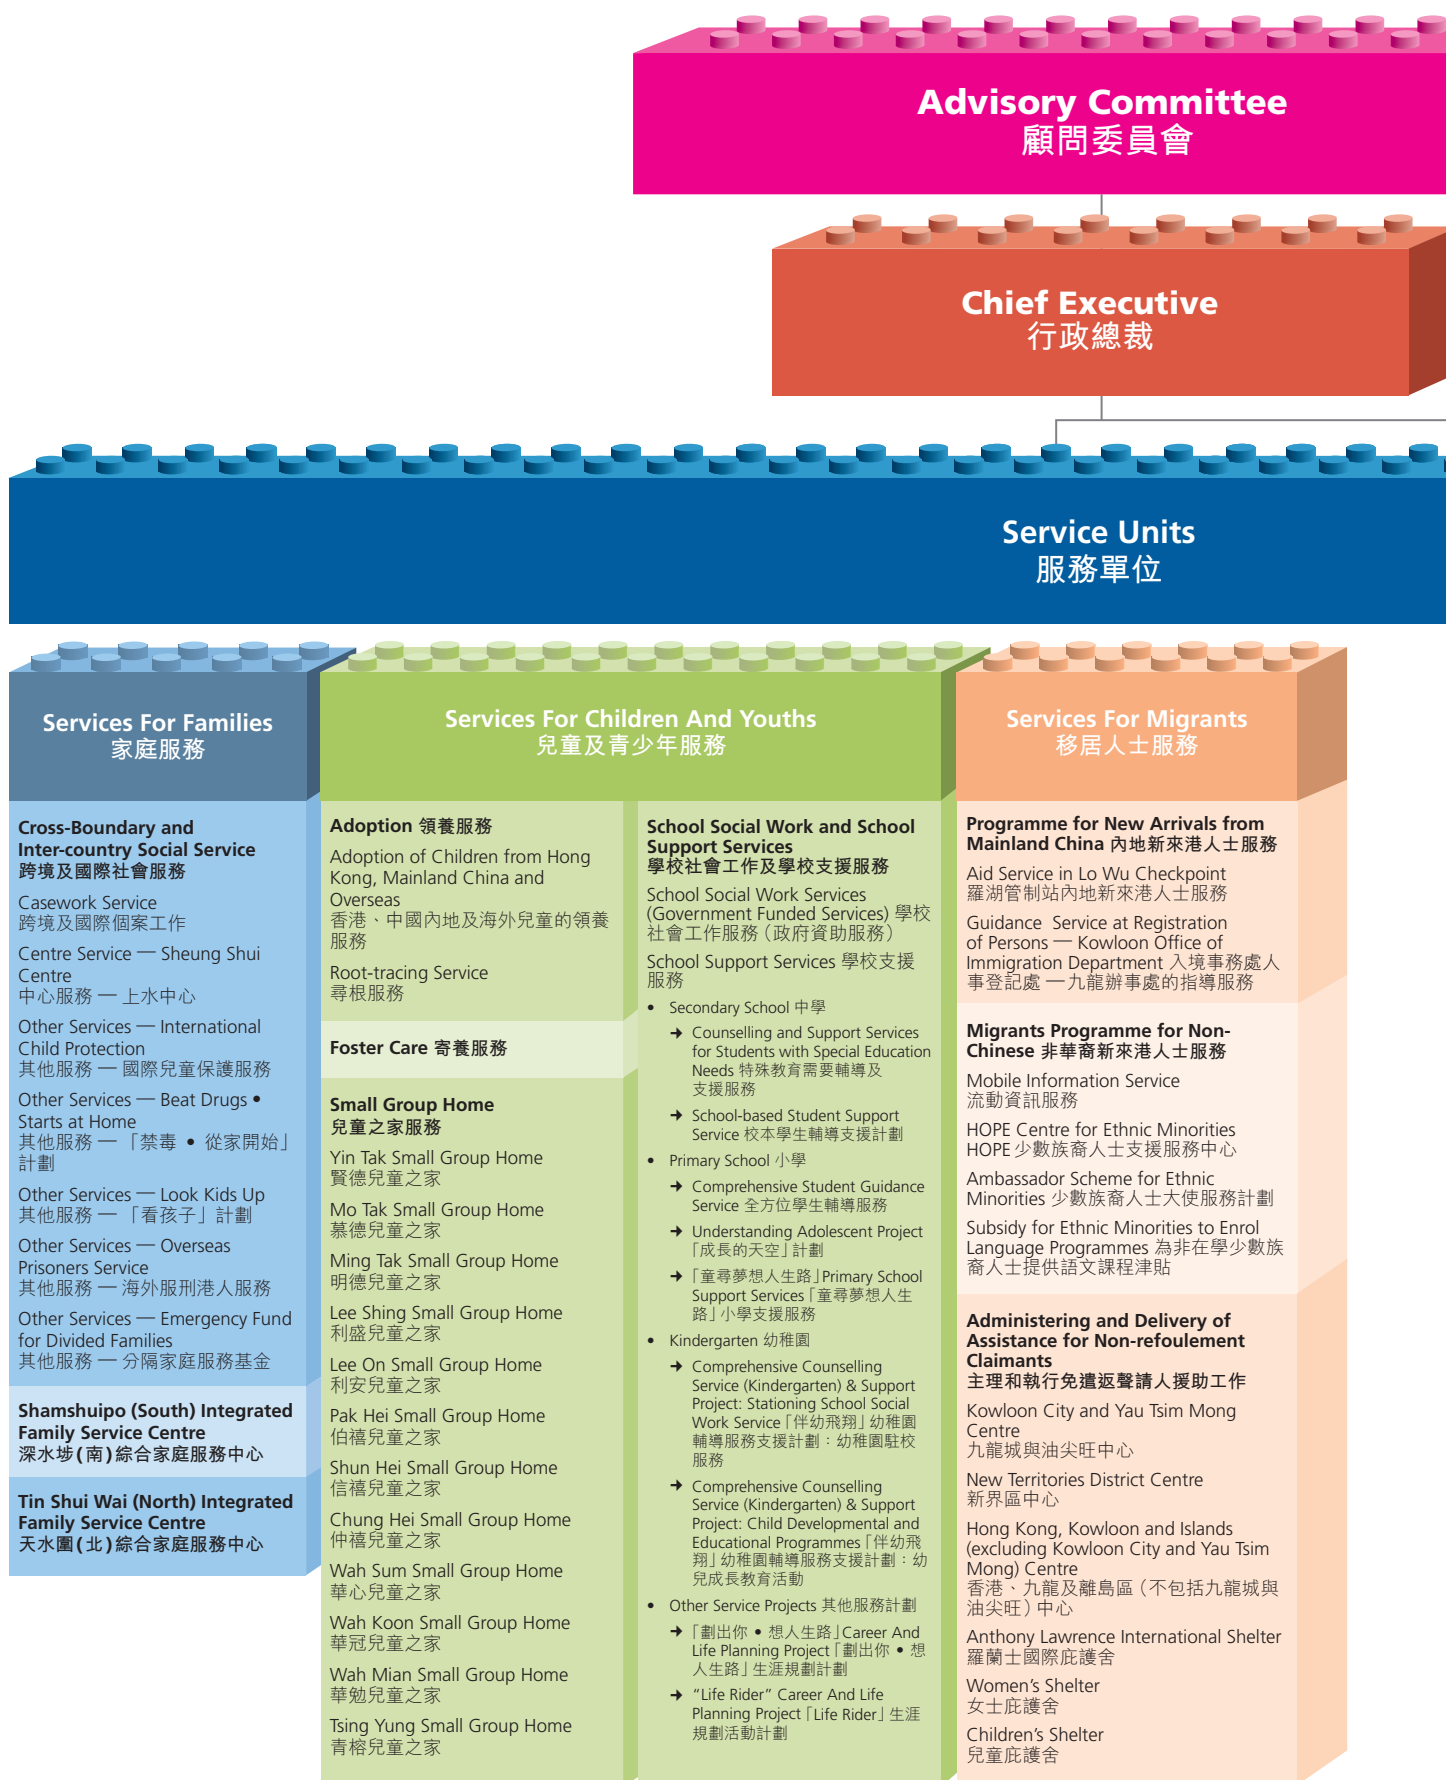 Advisory Committee
顧問委員會
Chief Executive
行政總裁
Service Units
服務單位
Services For Families
家庭服務
Cross-Boundary and
Inter-country Social Service
跨境及國際社會服務
Casework Service
跨境及國際個案工作
Centre Service — Sheung Shui
Centre
中心服務 — 上水中心
Other Services — International
Child Protection
其他服務 — 國際兒童保護服務
Other Services — Beat Drugs •
Starts at Home
其他服務 — 「禁毒 • 從家開始」
計劃
Other Services — Look Kids Up
其他服務 — 「看孩子」計劃
Other Services — Overseas
Prisoners Service
其他服務 — 海外服刑港人服務
Other Services — Emergency Fund
for Divided Families
其他服務 — 分隔家庭服務基金
Shamshuipo (South) Integrated
Family Service Centre
深水埗(南)綜合家庭服務中心
Tin Shui Wai (North) Integrated
Family Service Centre
天水圍(北)綜合家庭服務中心
Services For Children And Youths
兒童及青少年服務
Adoption 領養服務
Adoption of Children from Hong
Kong, Mainland China and
Overseas
香港、中國內地及海外兒童的領養
服務
Root-tracing Service
尋根服務
Foster Care 寄養服務
Small Group Home
兒童之家服務
Yin Tak Small Group Home
賢德兒童之家
Mo Tak Small Group Home
慕德兒童之家
Ming Tak Small Group Home
明德兒童之家
Lee Shing Small Group Home
利盛兒童之家
Lee On Small Group Home
利安兒童之家
Pak Hei Small Group Home
伯禧兒童之家
Shun Hei Small Group Home
信禧兒童之家
Chung Hei Small Group Home
仲禧兒童之家
Wah Sum Small Group Home
華心兒童之家
Wah Koon Small Group Home
華冠兒童之家
Wah Mian Small Group Home
華勉兒童之家
Tsing Yung Small Group Home
青榕兒童之家
School Social Work and School
Support Services
學校社會工作及學校支援服務
School Social Work Services
(Government Funded Services) 學校
社會工作服務（政府資助服務）
School Support Services 學校支援
服務
• Secondary School 中學
➔ Counselling and Support Services
for Students with Special Education
Needs 特殊教育需要輔導及
支援服務
➔ School-based Student Support
Service 校本學生輔導支援計劃
• Primary School 小學
➔ Comprehensive Student Guidance
Service 全方位學生輔導服務
➔ Understanding Adolescent Project
「成長的天空」計劃
➔ 「童尋夢想人生路」Primary School
Support Services「童尋夢想人生
路」小學支援服務
• Kindergarten 幼稚園
➔ Comprehensive Counselling
Service (Kindergarten) & Support
Project: Stationing School Social
Work Service「伴幼飛翔」幼稚園
輔導服務支援計劃：幼稚園駐校
服務
➔ Comprehensive Counselling
Service (Kindergarten) & Support
Project: Child Developmental and
Educational Programmes「伴幼飛
翔」幼稚園輔導服務支援計劃：幼
兒成長教育活動
• Other Service Projects 其他服務計劃
➔ 「劃出你 • 想人生路」Career And
Life Planning Project「劃出你 • 想
人生路」生涯規劃計劃
➔ “Life Rider” Career And Life
Planning Project「Life Rider」生涯
規劃活動計劃
Services For Migrants
移居人士服務
Programme for New Arrivals from
Mainland China 內地新來港人士服務
Aid Service in Lo Wu Checkpoint
羅湖管制站內地新來港人士服務
Guidance Service at Registration
of Persons — Kowloon Office of
Immigration Department 入境事務處人
事登記處 — 九龍辦事處的指導服務
Migrants Programme for Non-
Chinese 非華裔新來港人士服務
Mobile Information Service
流動資訊服務
HOPE Centre for Ethnic Minorities
HOPE 少數族裔人士支援服務中心
Ambassador Scheme for Ethnic
Minorities 少數族裔人士大使服務計劃
Subsidy for Ethnic Minorities to Enrol
Language Programmes 為非在學少數族
裔人士提供語文課程津貼
Administering and Delivery of
Assistance for Non-refoulement
Claimants
主理和執行免遣返聲請人援助工作
Kowloon City and Yau Tsim Mong
Centre
九龍城與油尖旺中心
New Territories District Centre
新界區中心
Hong Kong, Kowloon and Islands
(excluding Kowloon City and Yau Tsim
Mong) Centre
香港、九龍及離島區（不包括九龍城與
油尖旺）中心
Anthony Lawrence International Shelter
羅蘭士國際庇護舍
Women’s Shelter
女士庇護舍
Children’s Shelter
兒童庇護舍